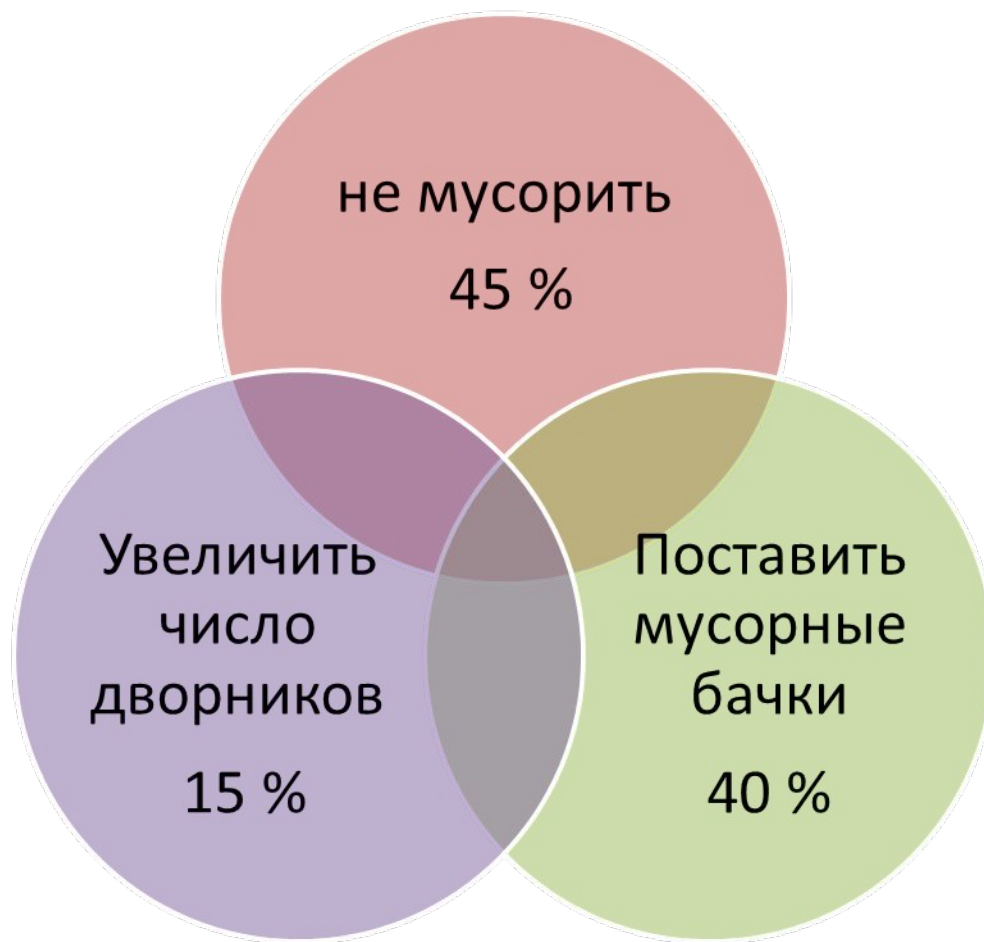 не мусорить
45 %
Увеличить
число
дворников
15 %
Поставить
мусорные
бачки
40 %